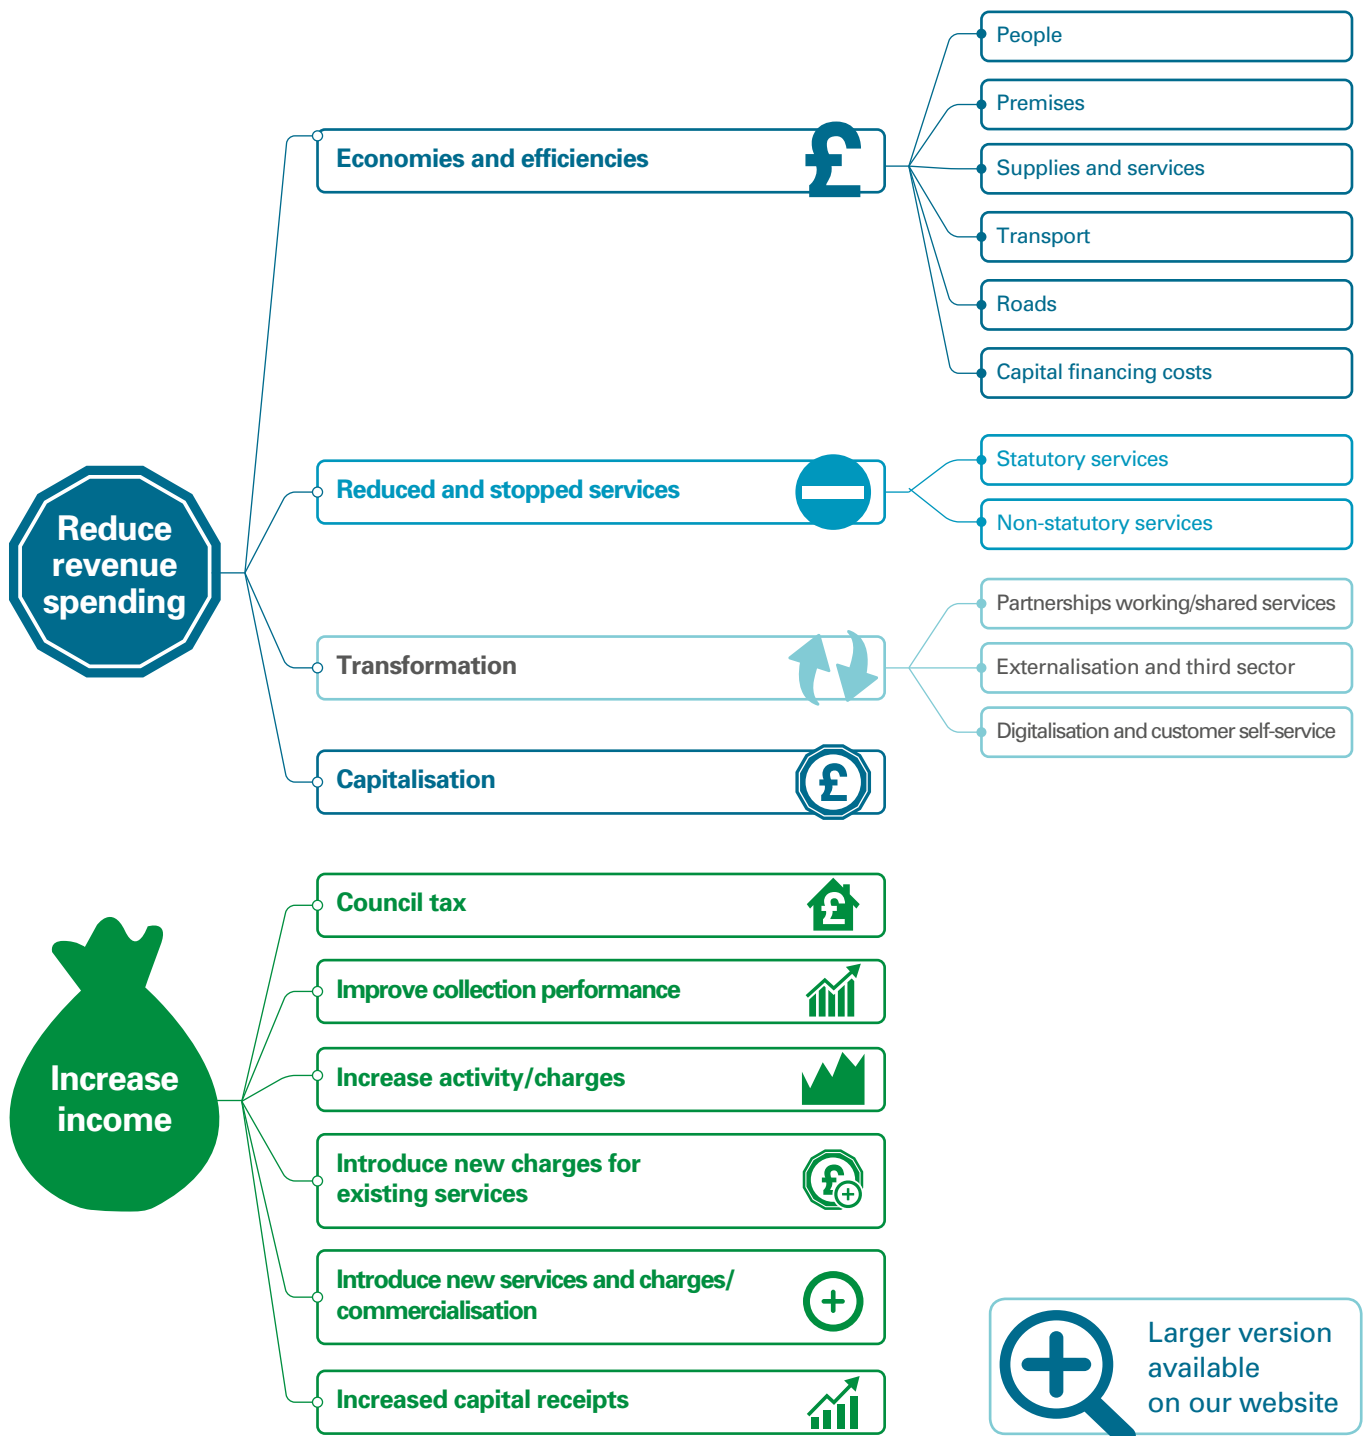 Reduce
revenue
spending
Economies and efficiencies
£
People
Premises
Supplies and services
Transport
Roads
Capital financing costs
Reduced and stopped services
Statutory services
Non-statutory services
Transformation
Partnerships working/shared services
Externalisation and third sector
Digitalisation and customer self-service
Capitalisation
£
Increase
income
Council tax
£
Improve collection performance
Increase activity/charges
Introduce new charges for
existing services
£
Introduce new services and charges/
commercialisation
Increased capital receipts
Larger version
available
on our website